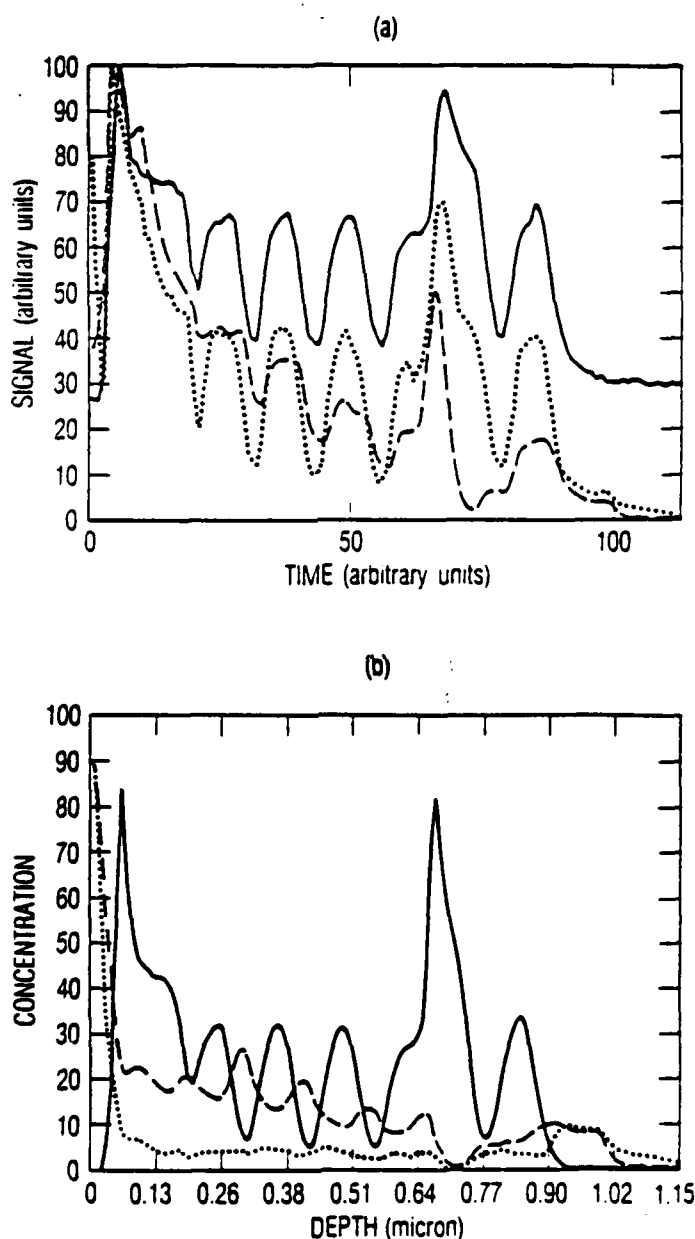 (a)
100
90
80
70
60
50
40
30
20
10
0
SIGNAL (arbitrary units)
0 50 100
TIME (arbitrary units)
(b)
100
90
80
70
60
50
40
30
20
10
0
CONCENTRATION
0 0.13 0.26 0.38 0.51 0.64 0.77 0.90 1.02 1.15
DEPTH (micron)